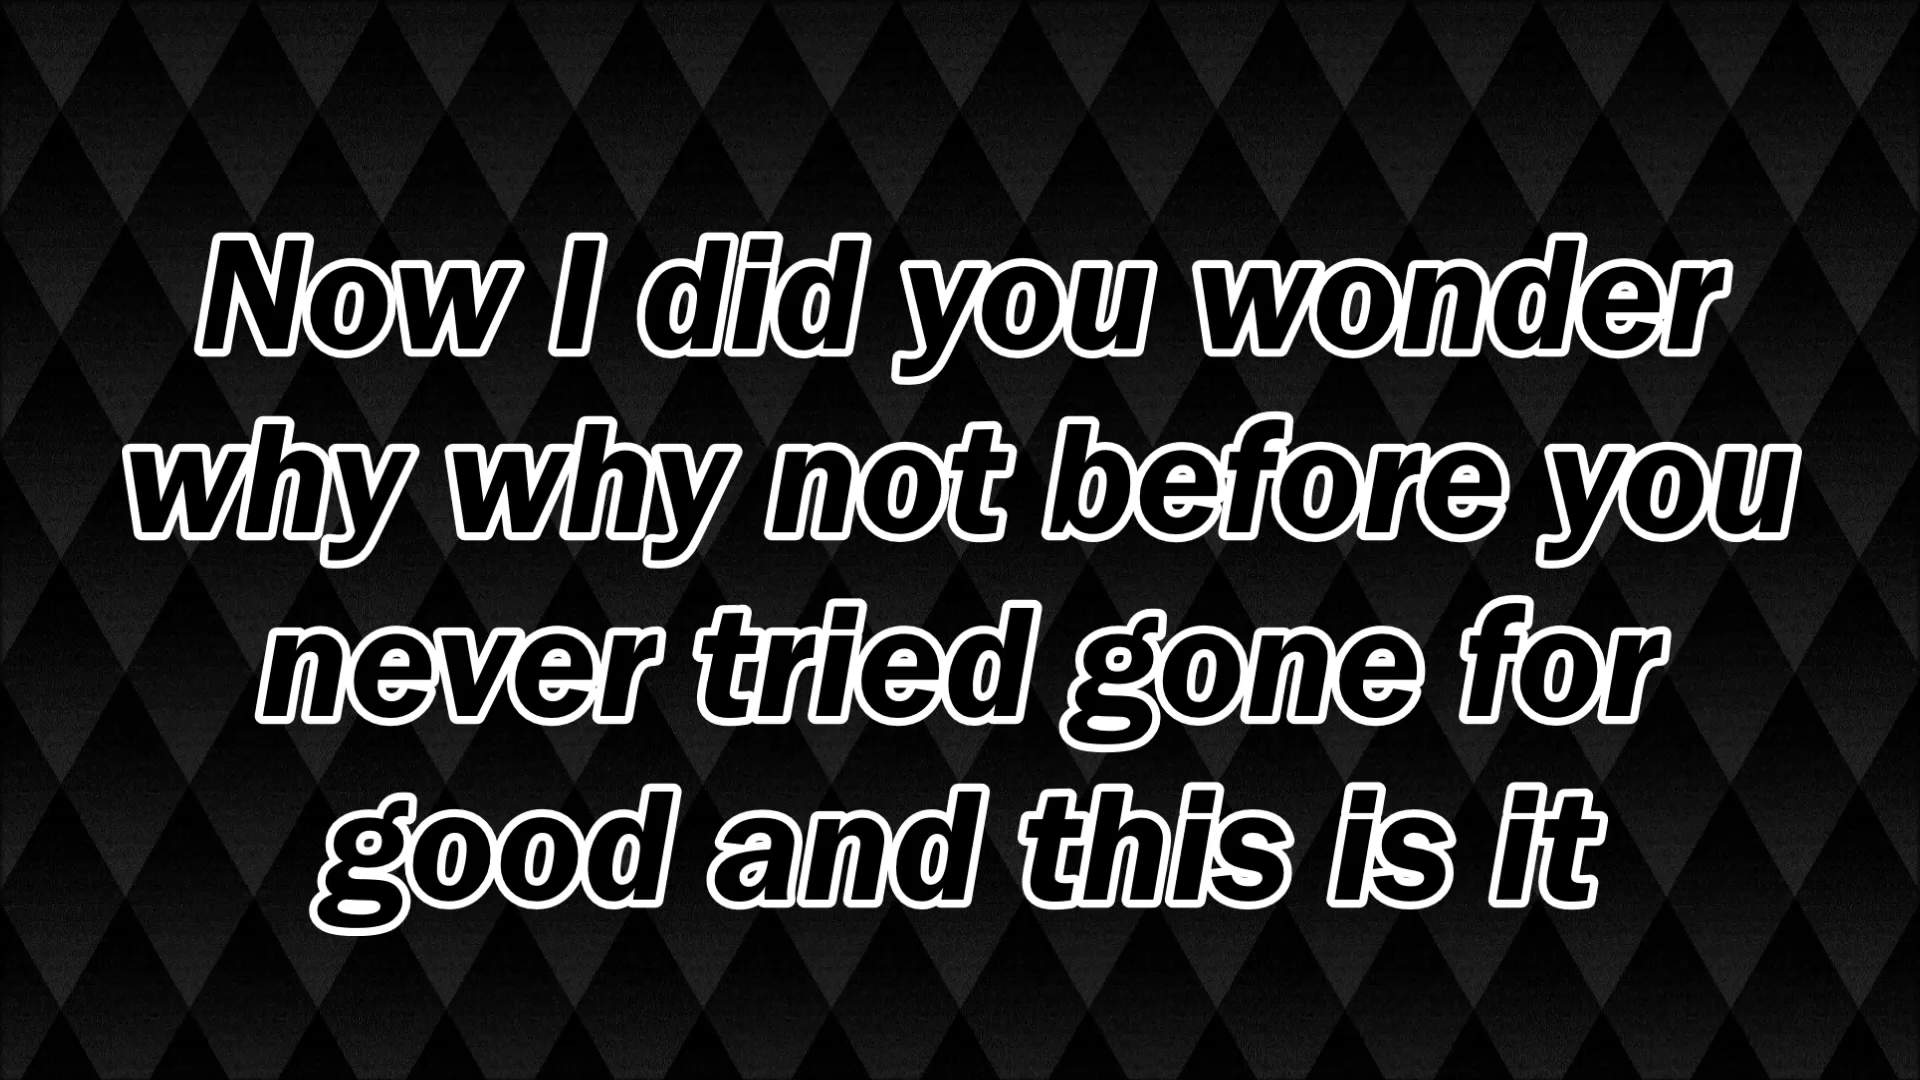 Now I did you wonder
why why not before you
never tried gone for
good and this is it